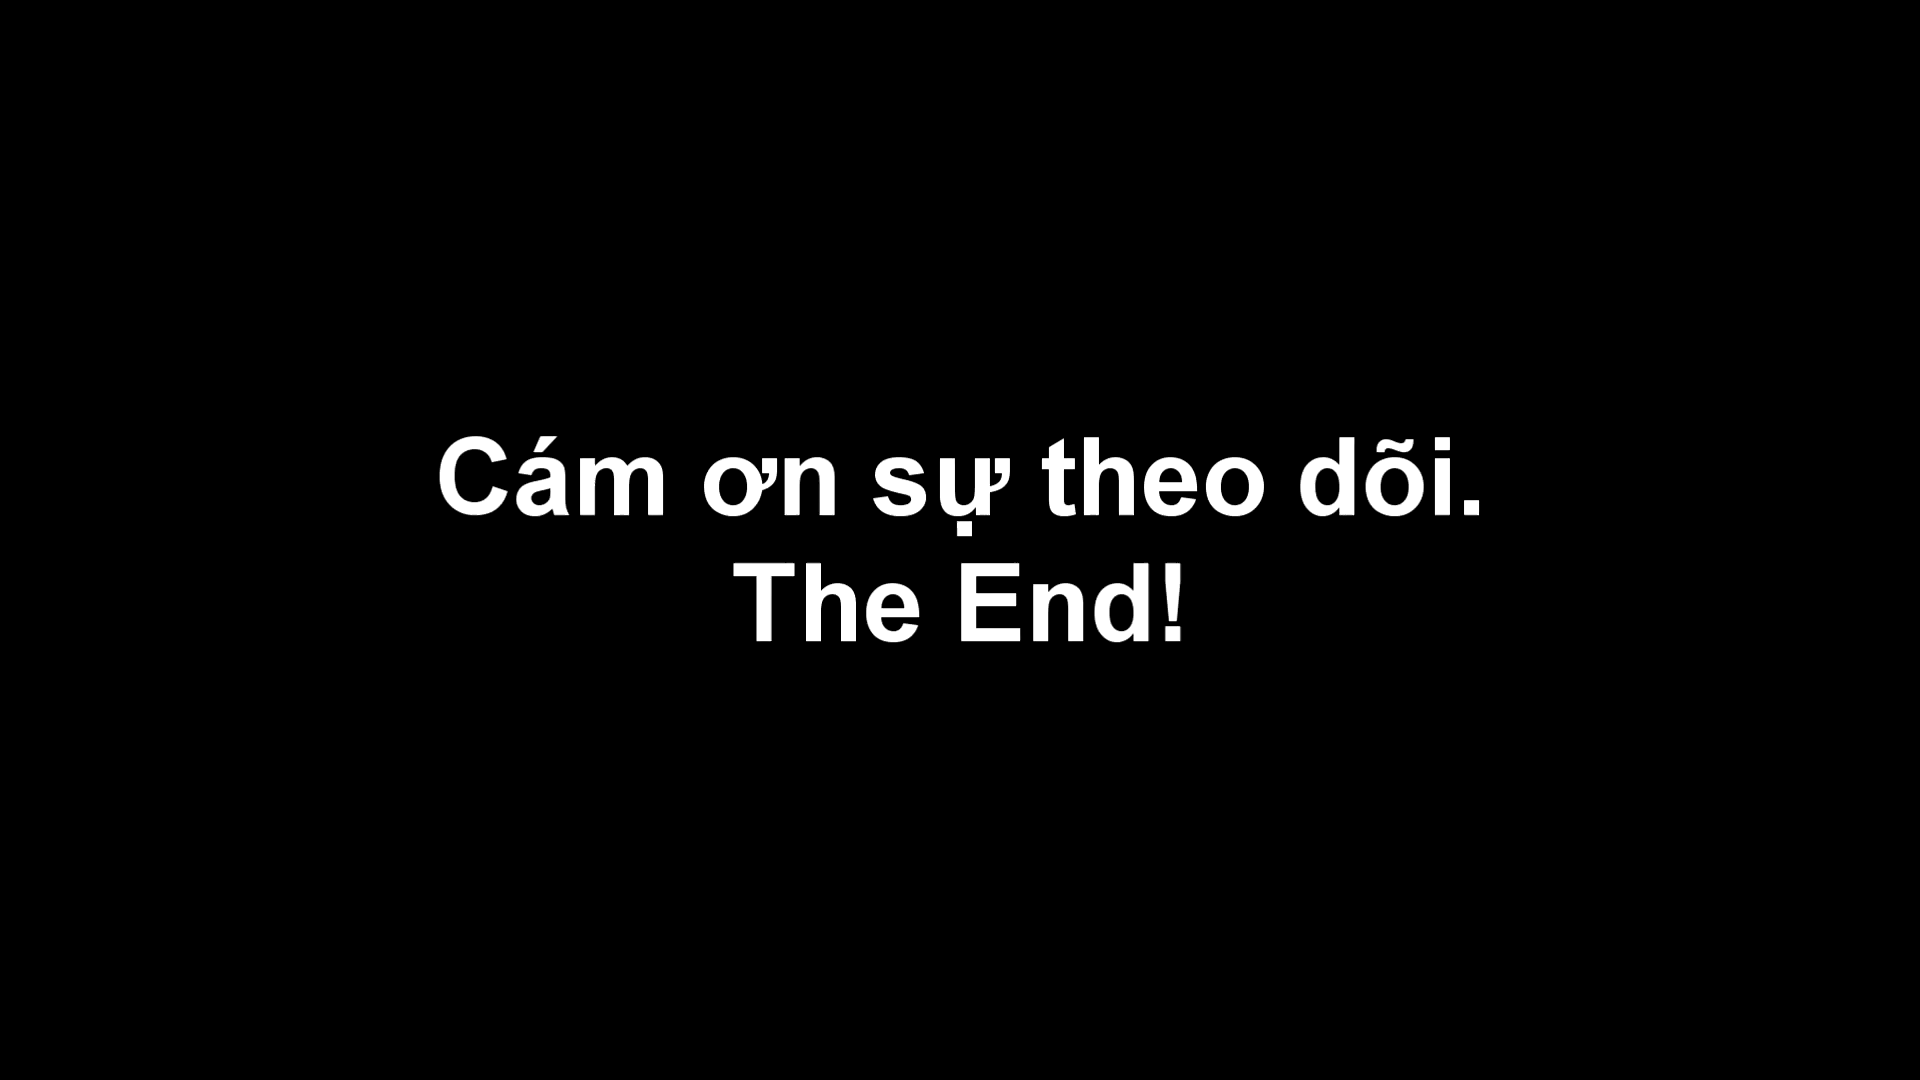 Cám ơn sự theo dõi.
The End!